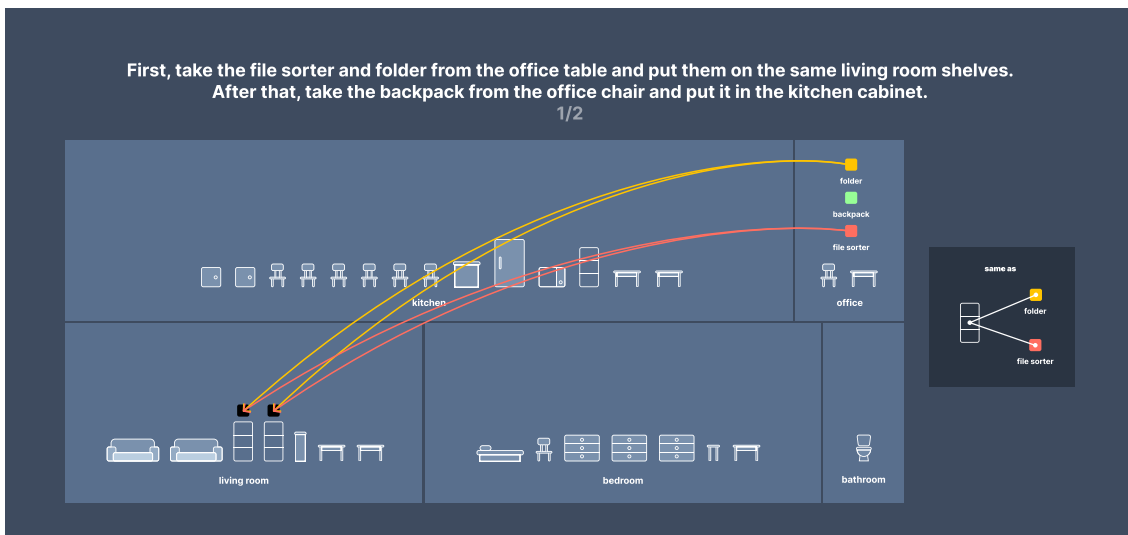 First, take the file sorter and folder from the office table and put them on the same living room shelves.
After that, take the backpack from the office chair and put it in the kitchen cabinet.
1/2
folder
backpack
file sorter
kitchen
office
same as
folder
file sorter
living room
bedroom
bathroom